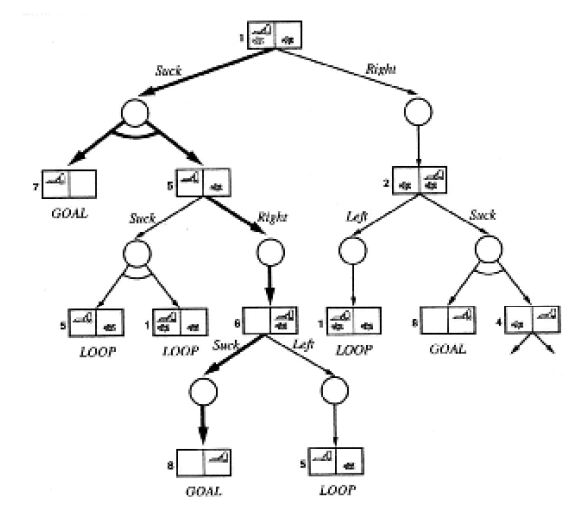 1
Suck Right
7 5 2
GOAL
Suck Right Left Suck
5 1 6 1 8 4
LOOP LOOP Suck Left LOOP GOAL
8 5
GOAL LOOP